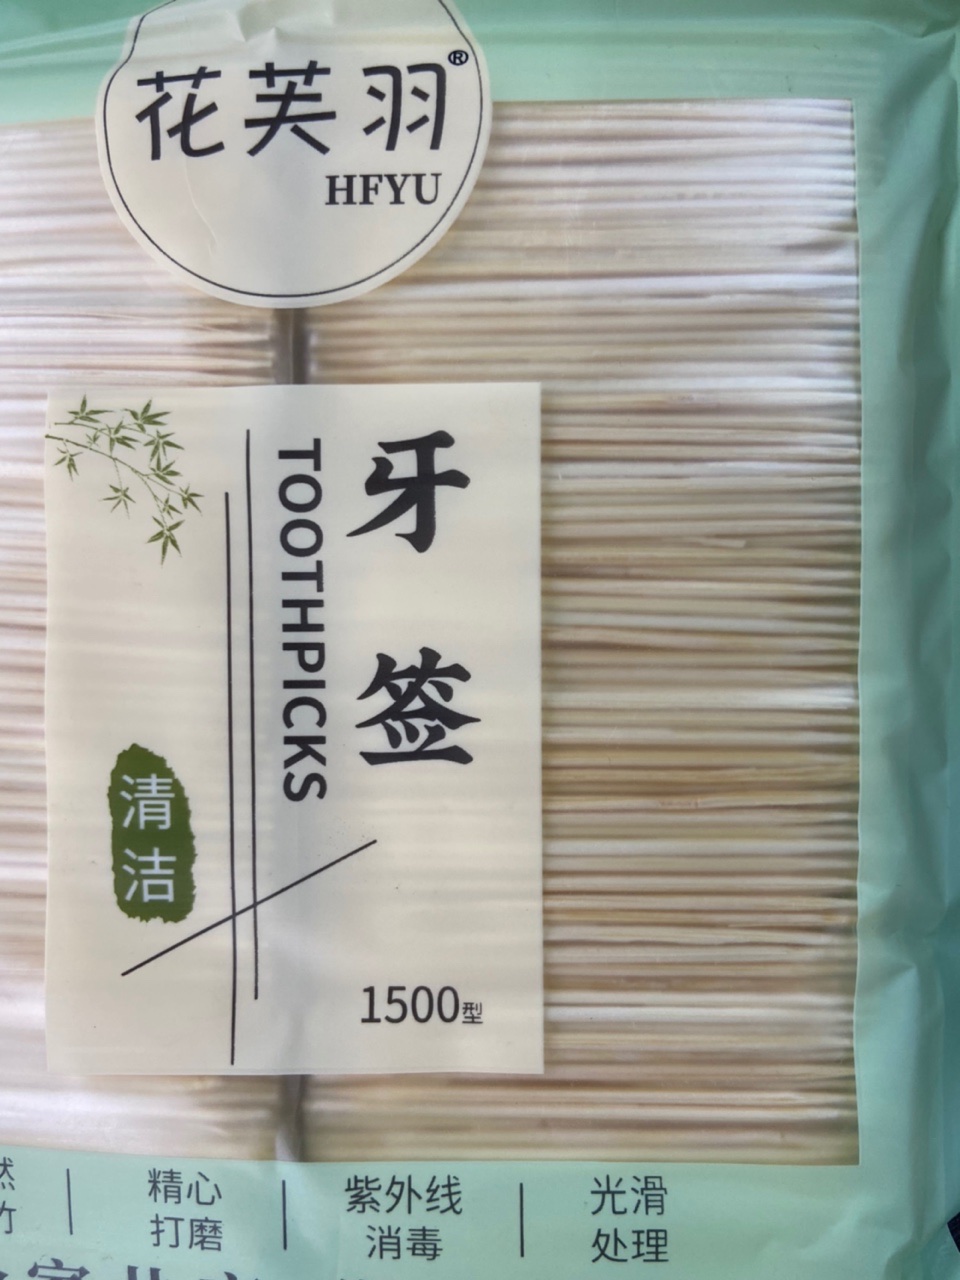 花芙羽®
HFYU
牙签
TOOTHPICKS
清洁
1500型
精心
打磨
紫外线
消毒
光滑
处理